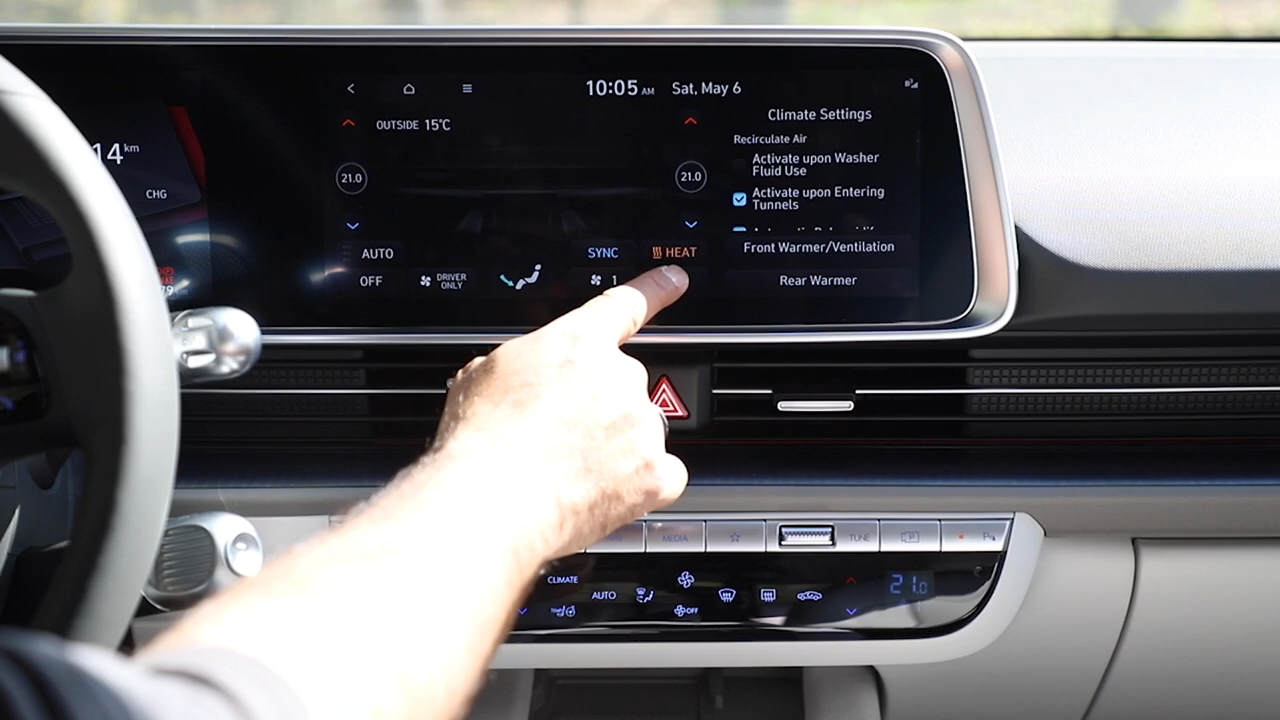 10:05 AM Sat, May 6
OUTSIDE 15℃
Climate Settings
Recirculate Air
Activate upon Washer
Fluid Use
Activate upon Entering
Tunnels
14 km
CHG
21.0
21.0
AUTO
SYNC
HEAT
Front Warmer/Ventilation
OFF
DRIVER
ONLY
1
Rear Warmer
MEDIA
TUNE
P
P
CLIMATE
AUTO
OFF
21.0